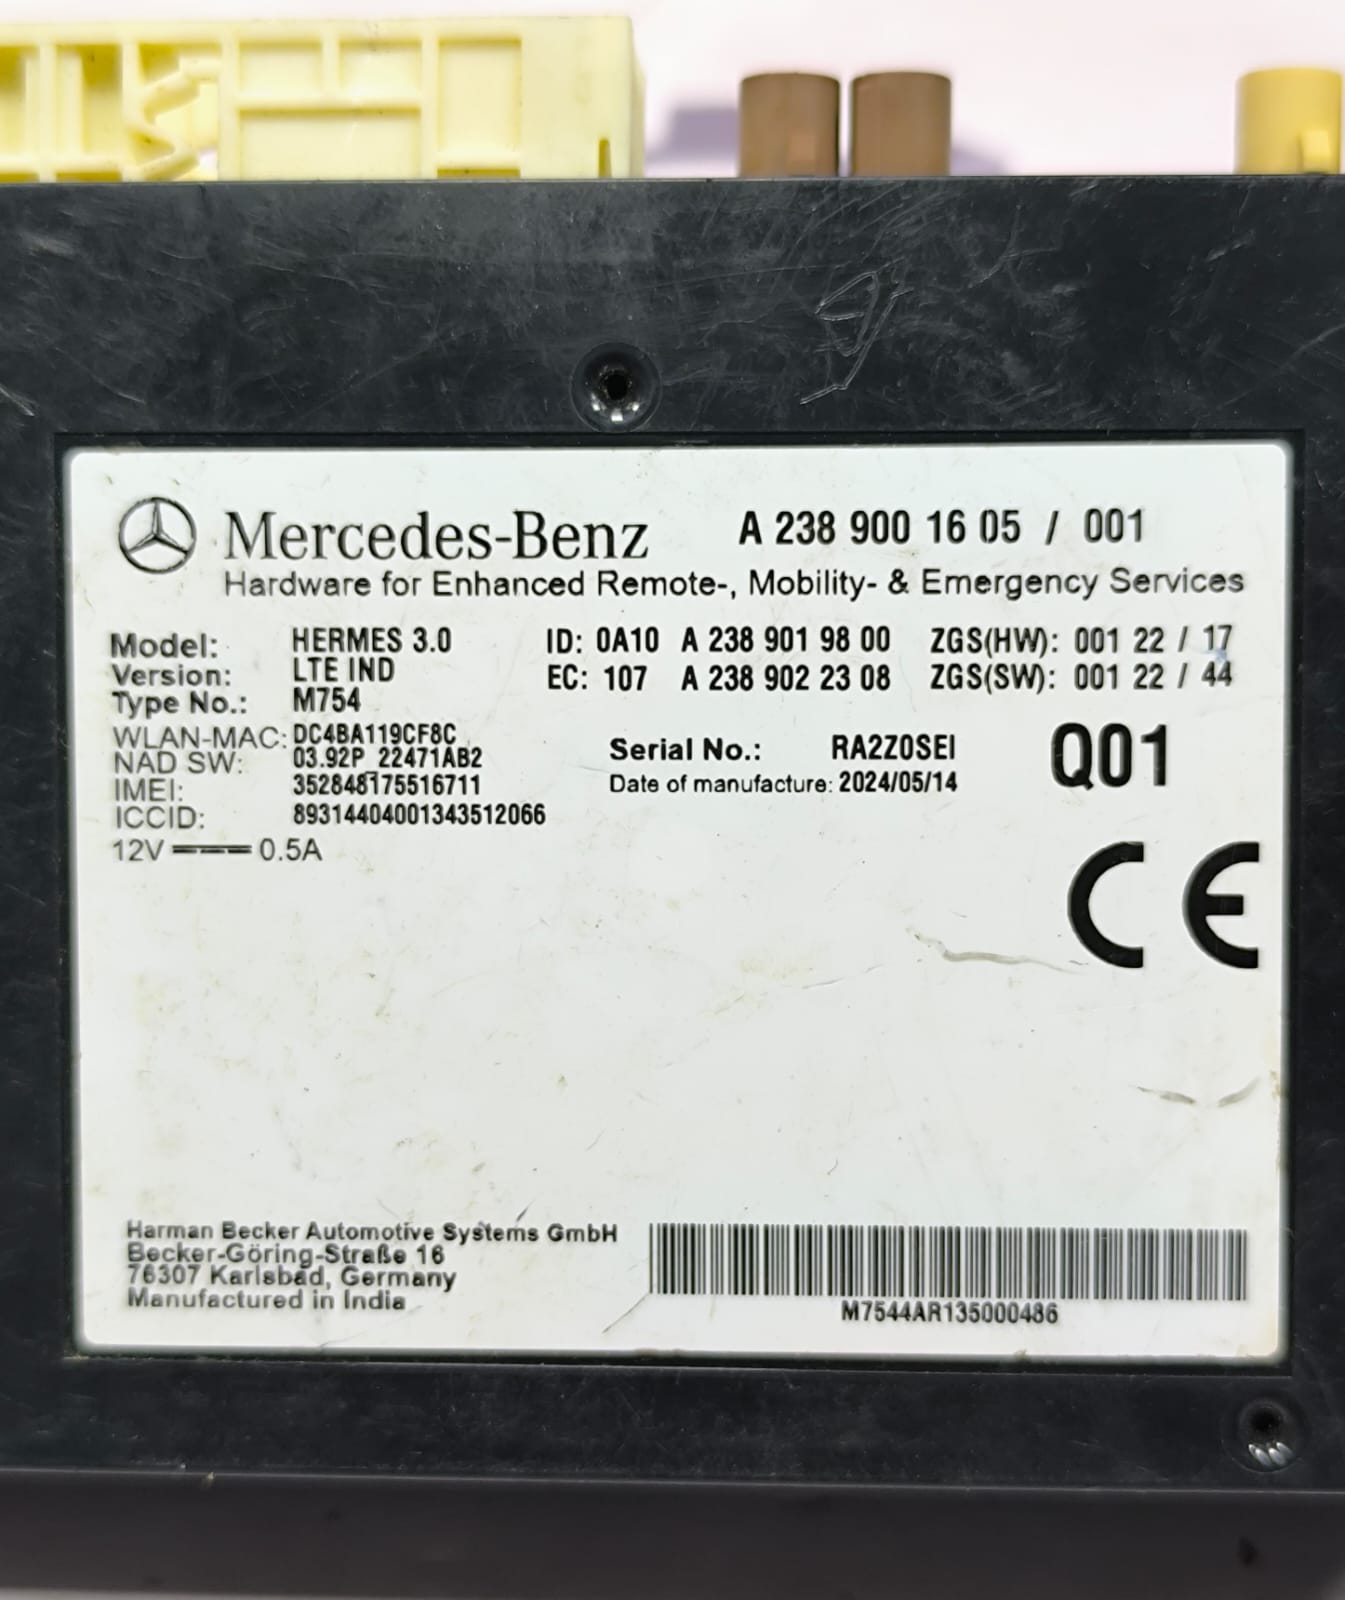 Mercedes-Benz A 238 900 16 05 / 001
Hardware for Enhanced Remote-, Mobility- & Emergency Services
Model: HERMES 3.0 ID: 0A10 A 238 901 98 00 ZGS(HW): 001 22 / 17
Version: LTE IND EC: 107 A 238 902 23 08 ZGS(SW): 001 22 / 44
Type No.: M754
WLAN-MAC: DC4BA119CF8C
NAD SW: 03.92P_22471AB2
IMEI: 352848175516711
ICCID: 89314404001343512066
12V 0.5A
Serial No.: RA2Z0SEI
Date of manufacture: 2024/05/14
Q01
CE
Harman Becker Automotive Systems GmbH
Becker-Göring-Straße 16
76307 Karlsbad, Germany
Manufactured in India
M7544AR135000486